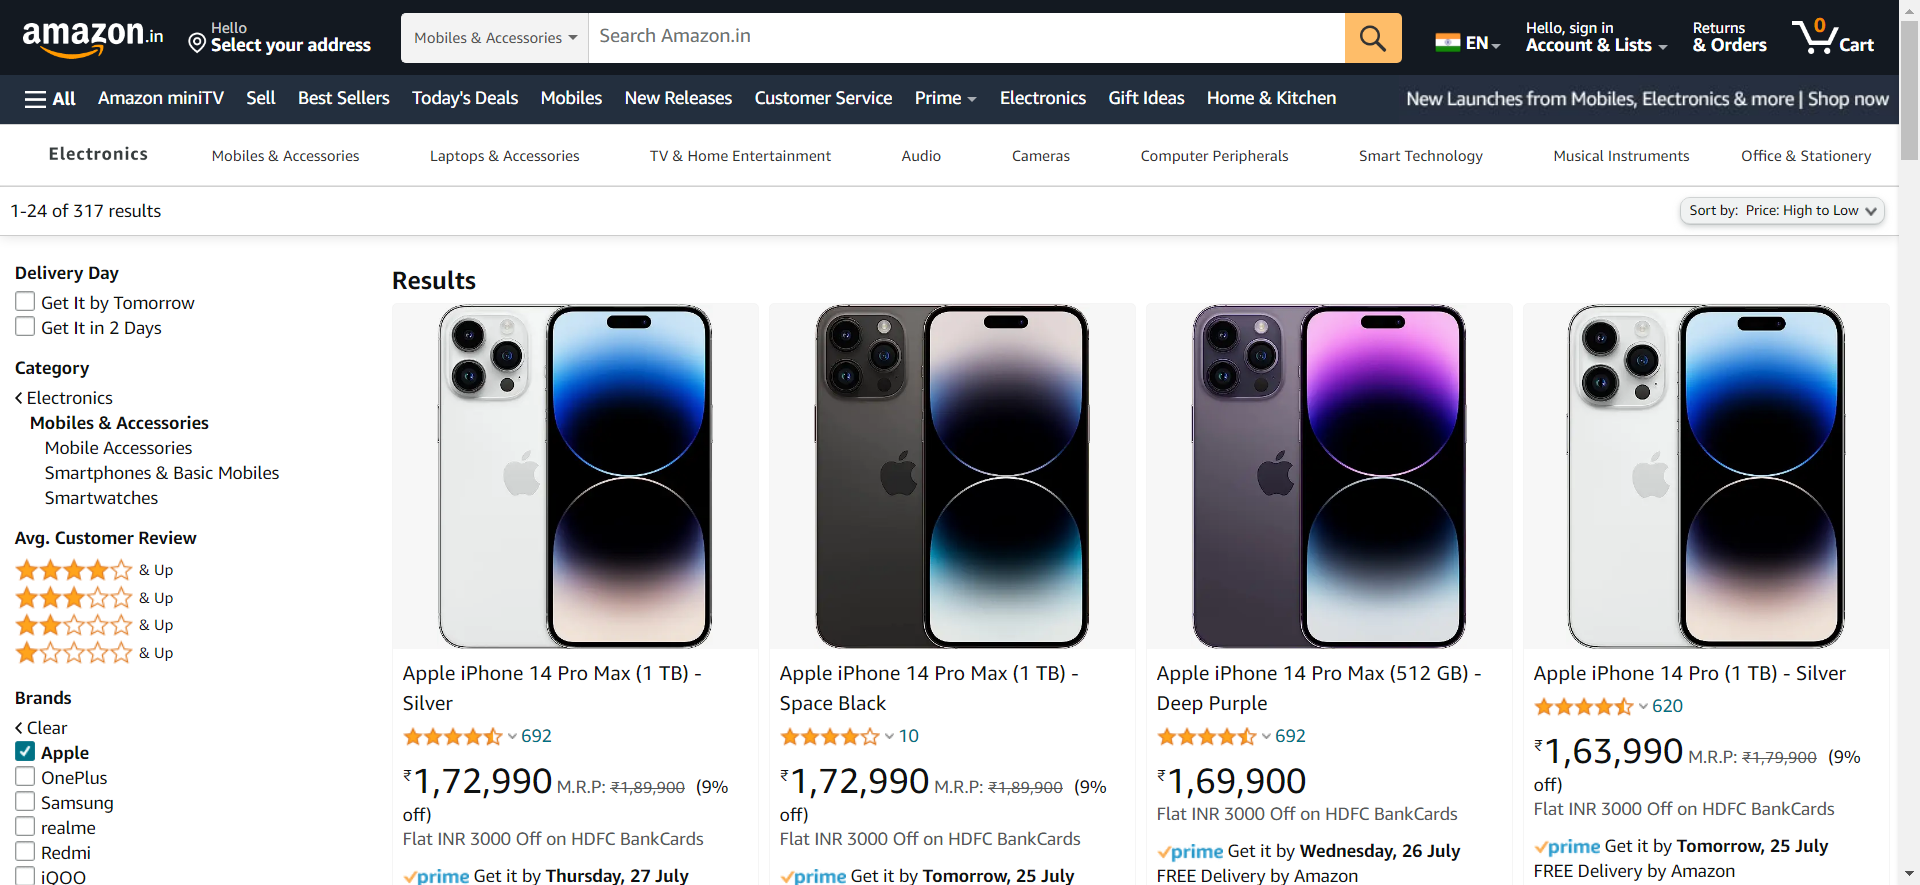 amazon.in
Hello
Select your address
Mobiles & Accessories
Search Amazon.in
EN
Hello, sign in
Account & Lists
Returns
& Orders
0
Cart
All
Amazon miniTV
Sell
Best Sellers
Today's Deals
Mobiles
New Releases
Customer Service
Prime
Electronics
Gift Ideas
Home & Kitchen
New Launches from Mobiles, Electronics & more | Shop now
Electronics
Mobiles & Accessories
Laptops & Accessories
TV & Home Entertainment
Audio
Cameras
Computer Peripherals
Smart Technology
Musical Instruments
Office & Stationery
1-24 of 317 results
Sort by: Price: High to Low
Delivery Day
Get It by Tomorrow
Get It in 2 Days
Category
Electronics
Mobiles & Accessories
Mobile Accessories
Smartphones & Basic Mobiles
Smartwatches
Avg. Customer Review
& Up
& Up
& Up
& Up
Brands
Clear
Apple
OnePlus
Samsung
realme
Redmi
iQOO
Results
Apple iPhone 14 Pro Max (1 TB) -
Silver
692
₹1,72,990 M.R.P: ₹1,89,900 (9%
off)
Flat INR 3000 Off on HDFC BankCards
prime Get it by Thursday, 27 July
Apple iPhone 14 Pro Max (1 TB) -
Space Black
10
₹1,72,990 M.R.P: ₹1,89,900 (9%
off)
Flat INR 3000 Off on HDFC BankCards
prime Get it by Tomorrow, 25 July
Apple iPhone 14 Pro Max (512 GB) -
Deep Purple
692
₹1,69,900
Flat INR 3000 Off on HDFC BankCards
prime Get it by Wednesday, 26 July
FREE Delivery by Amazon
Apple iPhone 14 Pro (1 TB) - Silver
620
₹1,63,990 M.R.P: ₹1,79,900 (9%
off)
Flat INR 3000 Off on HDFC BankCards
prime Get it by Tomorrow, 25 July
FREE Delivery by Amazon